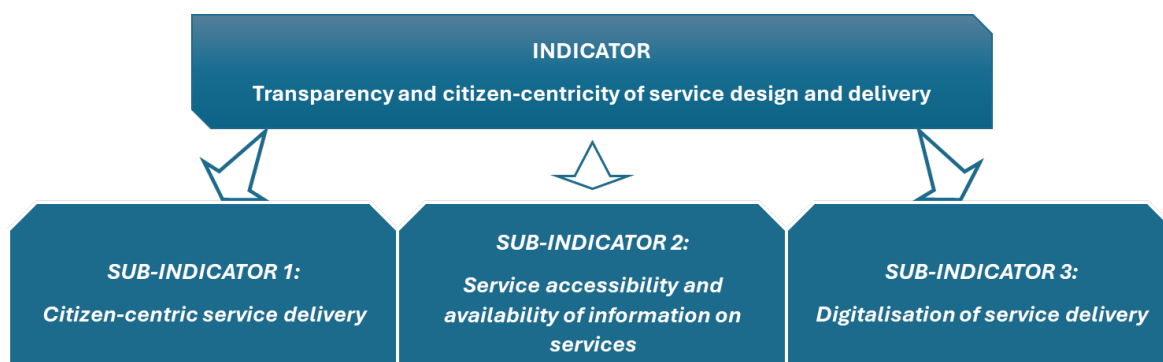 INDICATOR
Transparency and citizen-centricity of service design and delivery
SUB-INDICATOR 1:
Citizen-centric service delivery
SUB-INDICATOR 2:
Service accessibility and
availability of information on
services
SUB-INDICATOR 3:
Digitalisation of service delivery